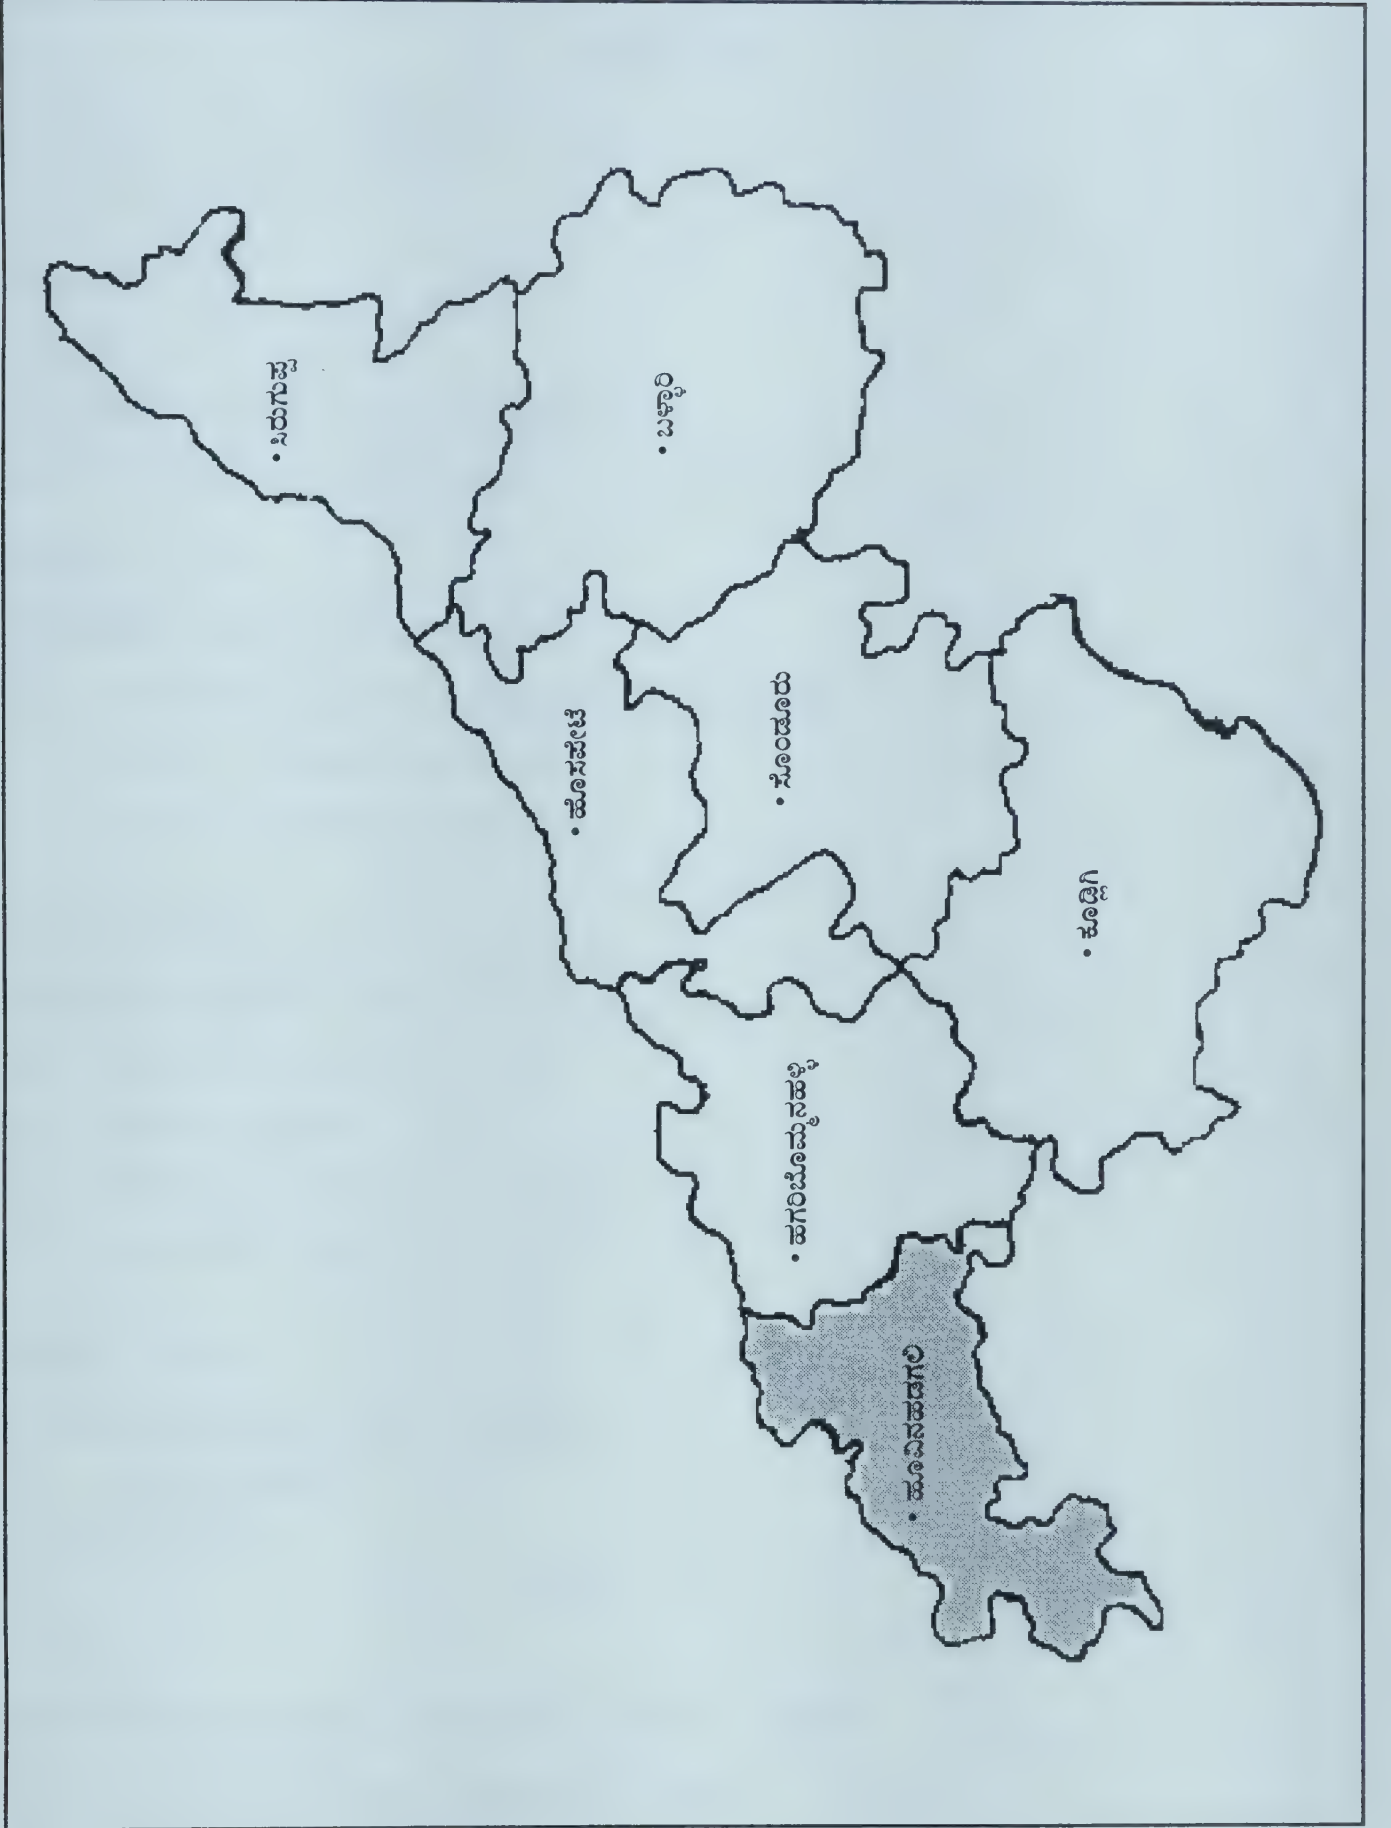 • ಸಿರುಗುಪ್ಪ
• ಬಳ್ಳಾರಿ
• ಹೊಸಪೇಟೆ
• ಸೊಂಡೂರು
• ಕೂಡ್ಲಿಗಿ
• ಹಗರಿಬೊಮ್ಮನಹಳ್ಳಿ
• ಹೂವಿನಹಡಗಲಿ